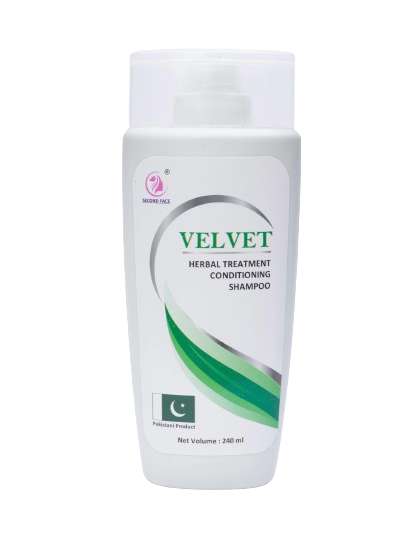 ®
SECOND FACE
VELVET
HERBAL TREATMENT
CONDITIONING
SHAMPOO
Pakistani Product
Net Volume : 240 ml